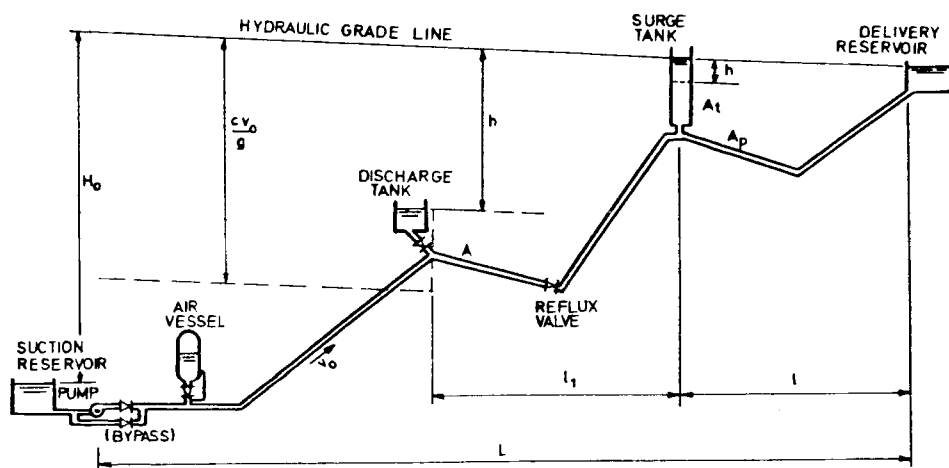 HYDRAULIC GRADE LINE
SURGE
TANK
DELIVERY
RESERVOIR
h
h
cv₀
g
H₀
At
Ap
DISCHARGE
TANK
A
REFLUX
VALVE
AIR
VESSEL
v₀
SUCTION
RESERVOIR
PUMP
(BYPASS)
l₁
l
L